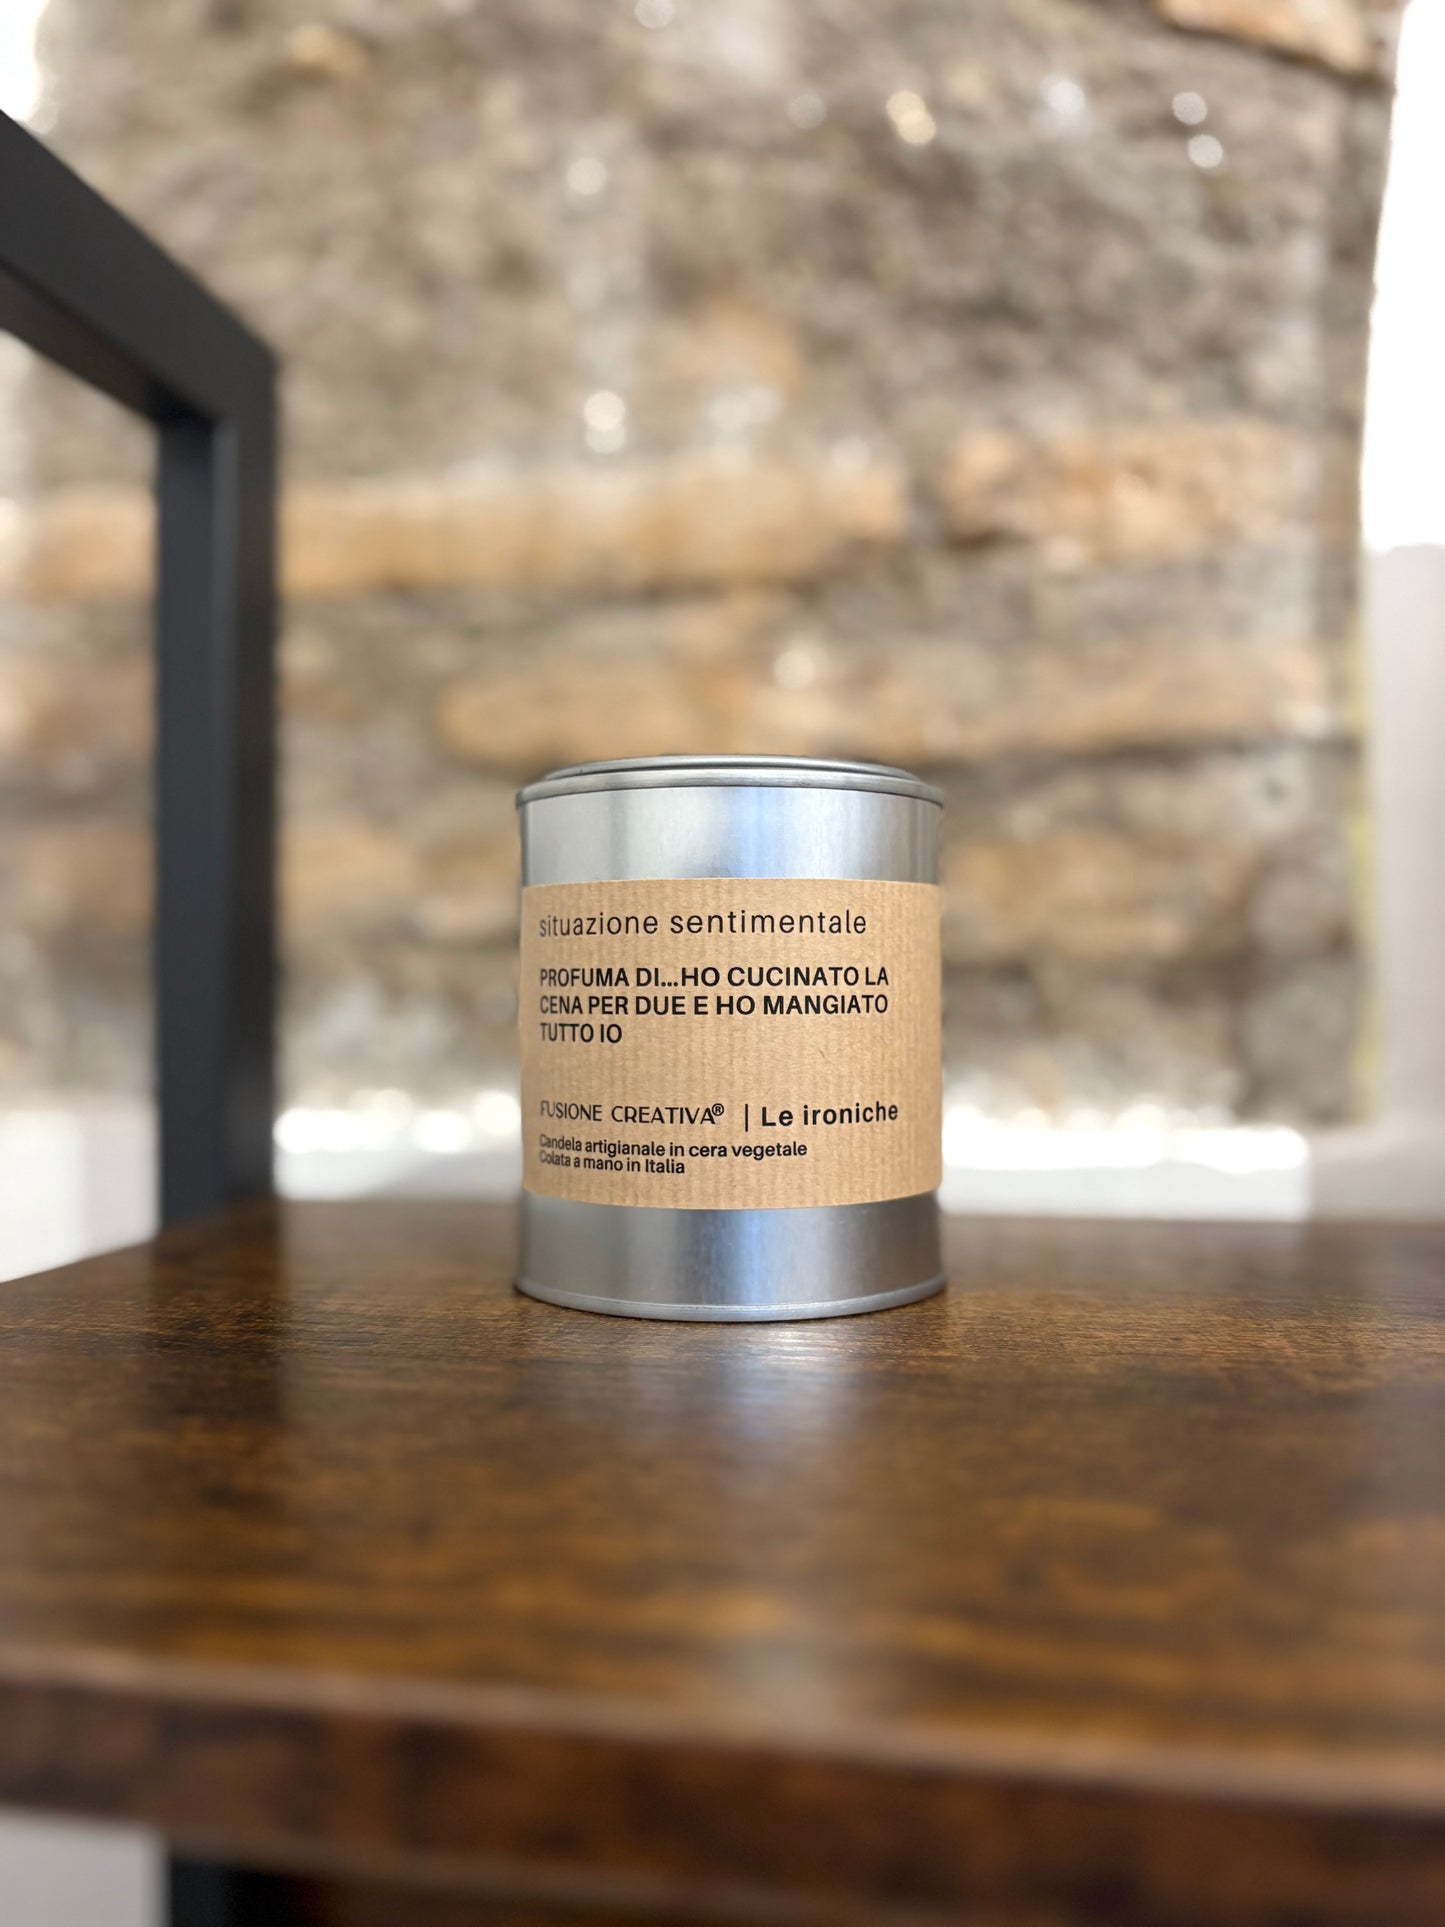 situazione sentimentale
PROFUMA DI...HO CUCINATO LA
CENA PER DUE E HO MANGIATO
TUTTO IO
FUSIONE CREATIVA® | Le ironiche
Candela artigianale in cera vegetale
Colata a mano in Italia